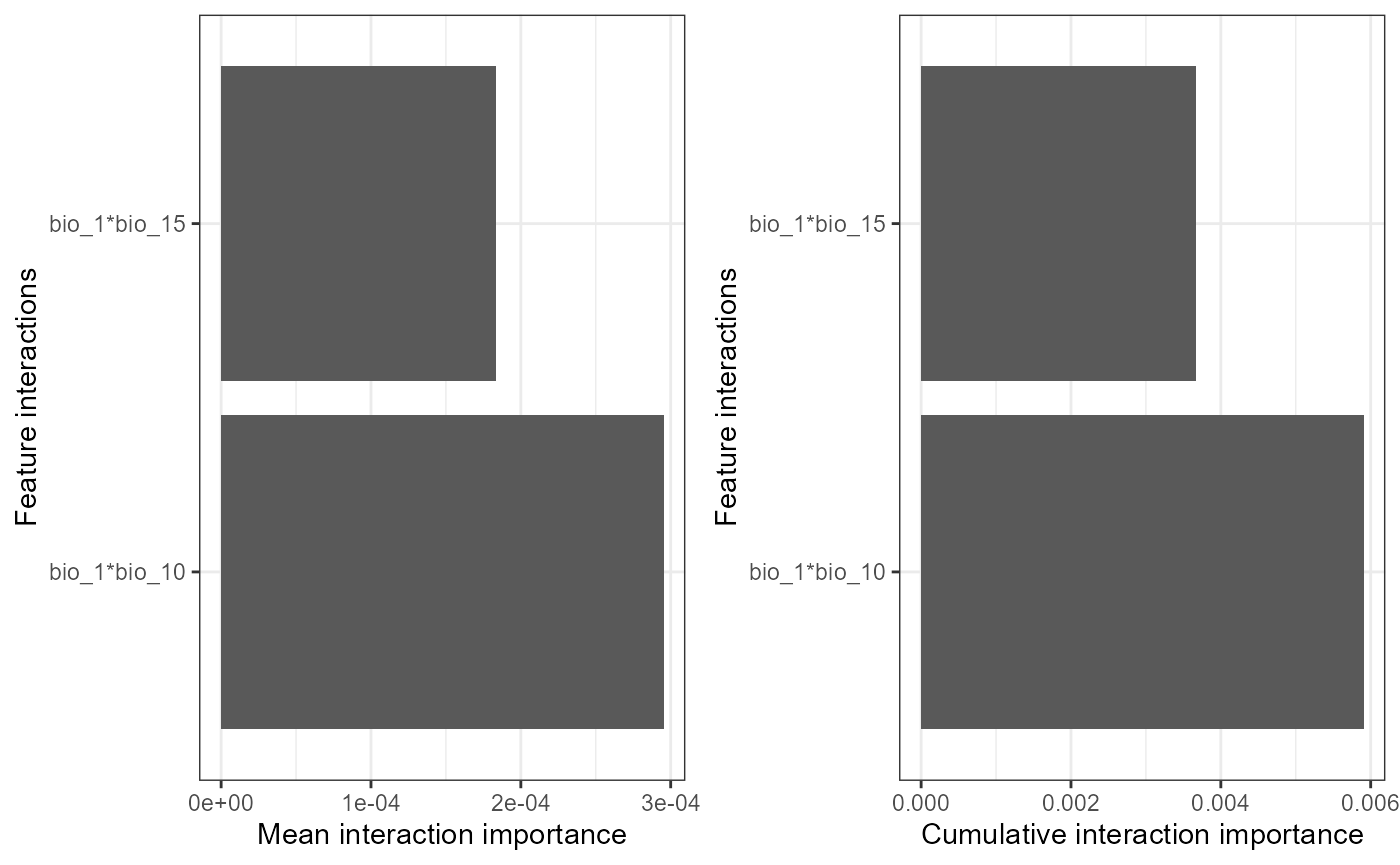 Feature interactions
bio_1*bio_15
bio_1*bio_10
0e+00 1e-04 2e-04 3e-04
Mean interaction importance
Feature interactions
bio_1*bio_15
bio_1*bio_10
0.000 0.002 0.004 0.006
Cumulative interaction importance